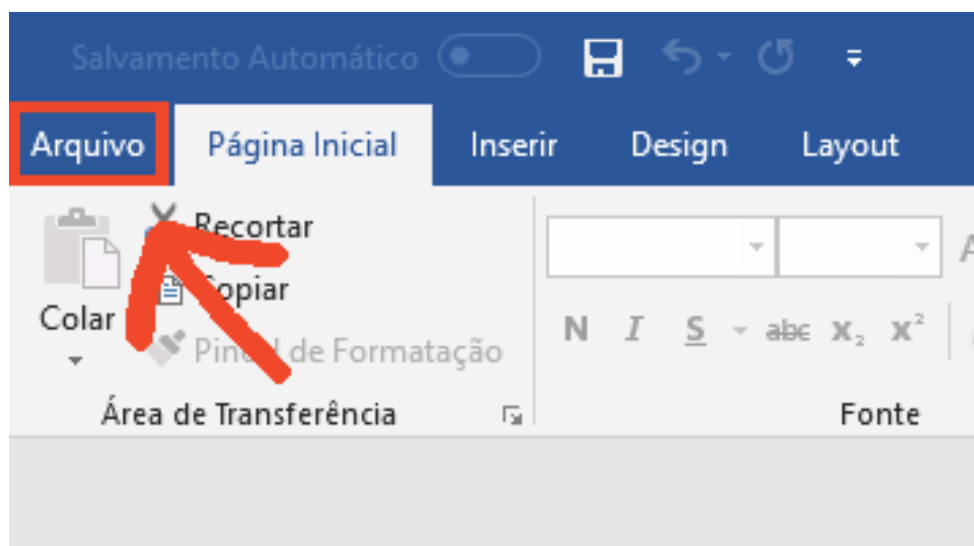 Salvamento Automático
Arquivo Página Inicial Inserir Design Layout
Recortar
Copiar
Colar
Pincel de Formatação
N I S abc X₂ X²
Área de Transferência Fonte